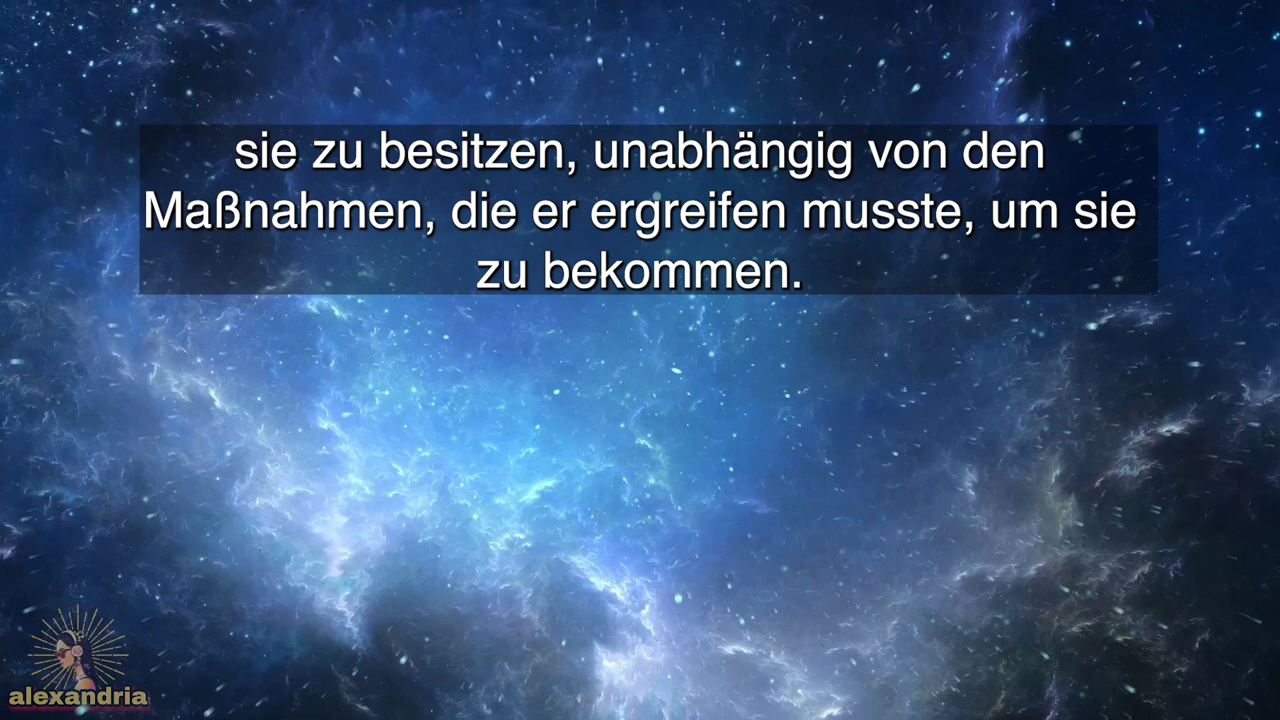 sie zu besitzen, unabhängig von den
Maßnahmen, die er ergreifen musste, um sie
zu bekommen.
alexandria